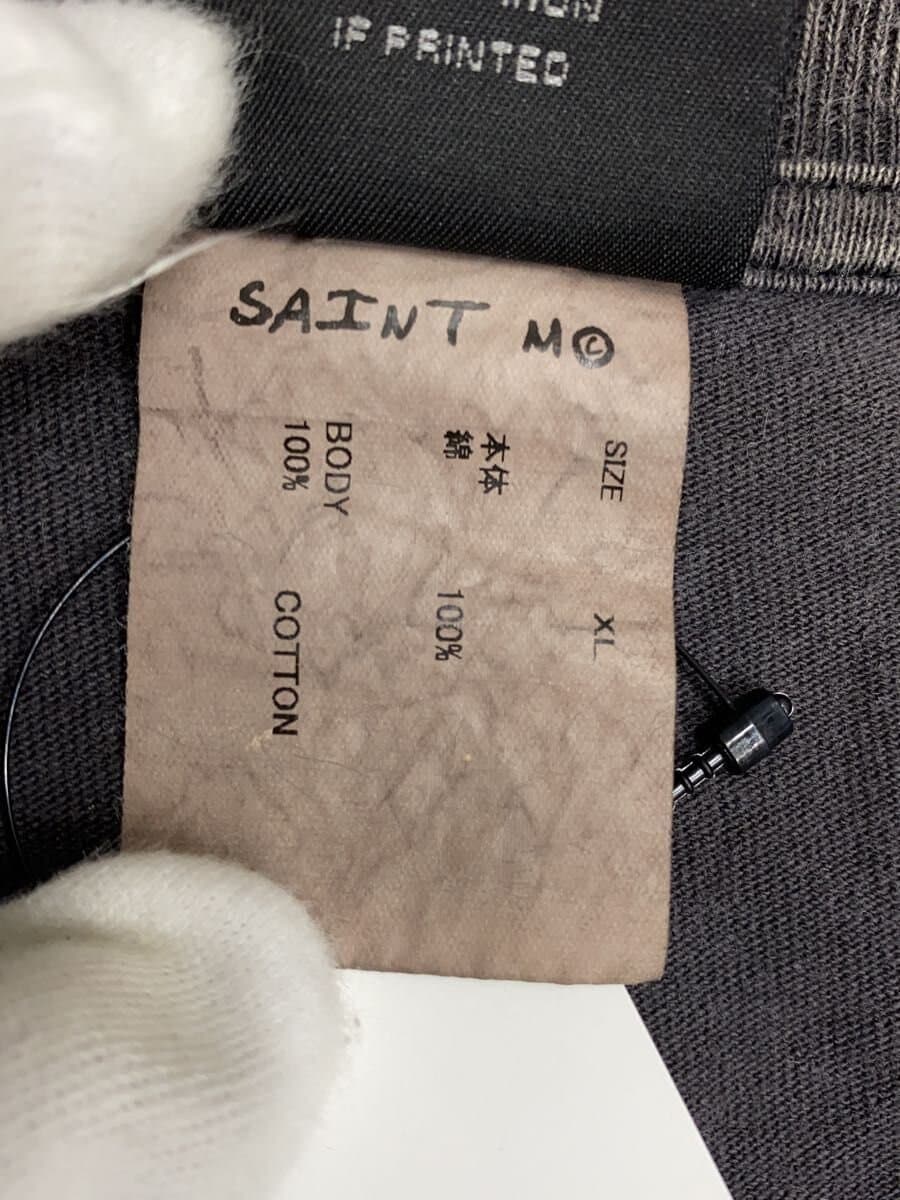 IF PRINTED
SAINT M©
SIZE XL
本体
綿 100%
BODY
100% COTTON